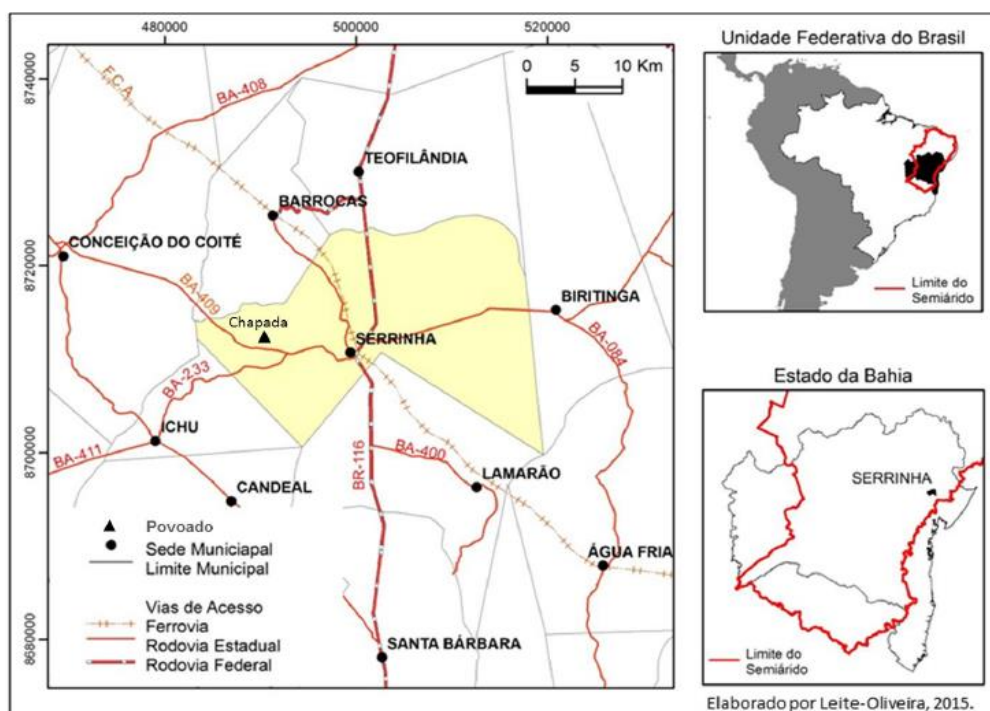 480000
500000
520000
8740000
8720000
8700000
8680000
0 5 10 Km
F.C.A
BA-408
TEOFILÂNDIA
BARROCAS
CONCEIÇÃO DO COITÉ
BA-409
Chapada
SERRINHA
BIRITINGA
BA-084
BA-233
ICHU
BA-411
CANDEAL
BR-116
BA-400
LAMARÃO
ÁGUA FRIA
SANTA BÁRBARA
Povoado
Sede Municiapal
Limite Municipal
Vias de Acesso
Ferrovia
Rodovia Estadual
Rodovia Federal
Unidade Federativa do Brasil
Limite do
Semiárido
Estado da Bahia
SERRINHA
Limite do
Semiárido
Elaborado por Leite-Oliveira, 2015.